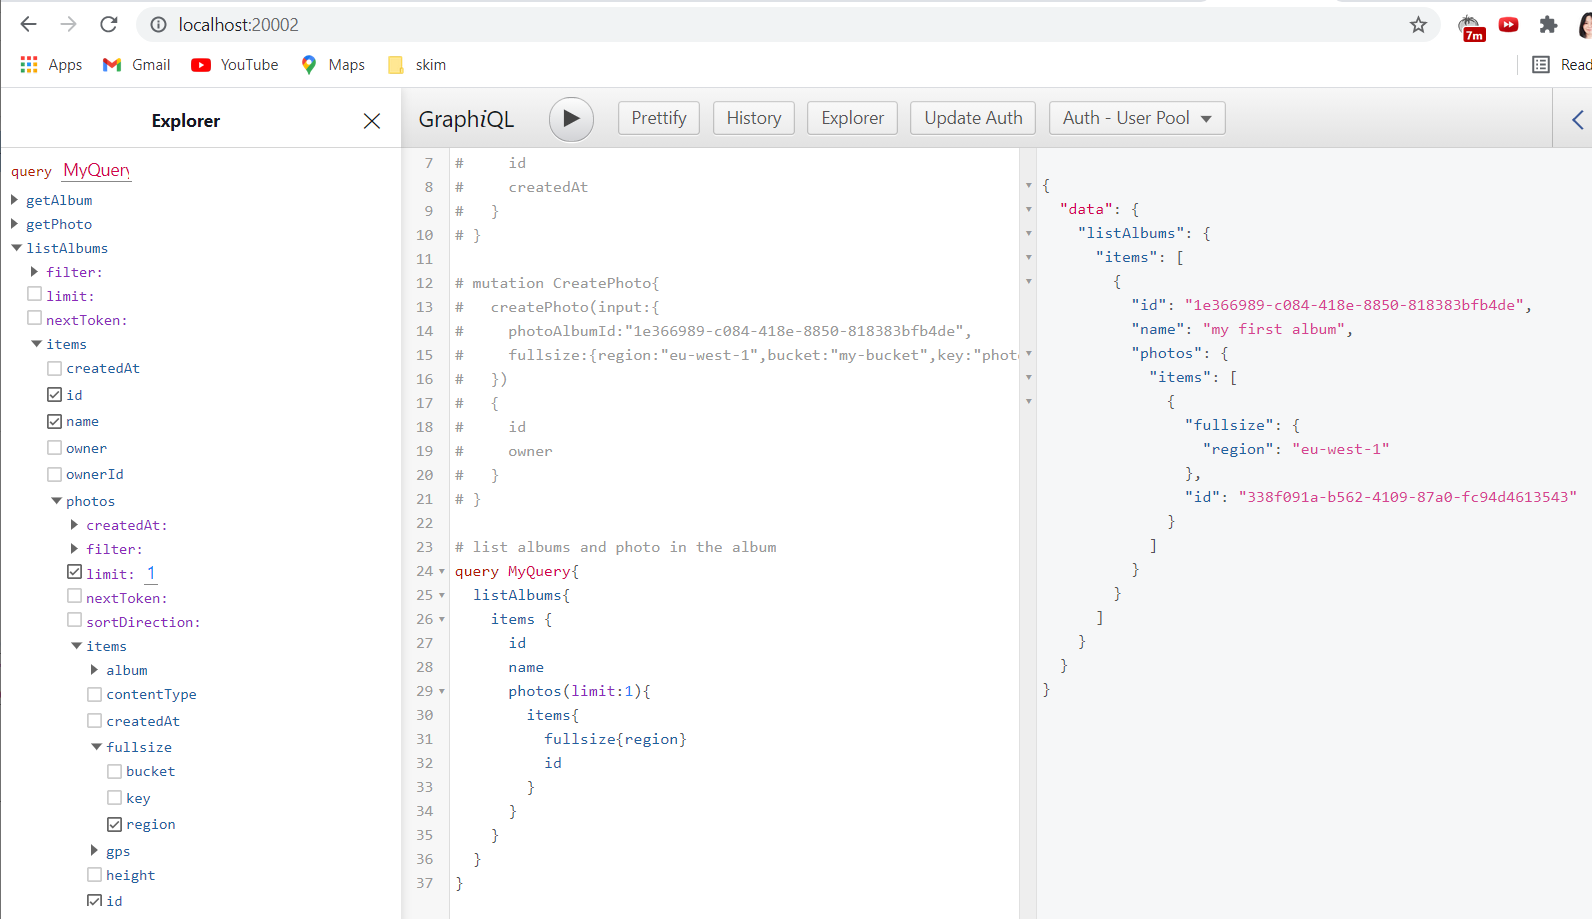 localhost:20002
7m
Apps
Gmail
YouTube
Maps
skim
Read
Explorer
query MyQuery
getAlbum
getPhoto
listAlbums
filter:
limit:
nextToken:
items
createdAt
id
name
owner
ownerId
photos
createdAt:
filter:
limit: 1
nextToken:
sortDirection:
items
album
contentType
createdAt
fullsize
bucket
key
region
gps
height
id
GraphiQL
Prettify
History
Explorer
Update Auth
Auth - User Pool
7 #     id
8 #     createdAt
9 #   }
10 # }
11
12 # mutation CreatePhoto{
13 #   createPhoto(input:{
14 #     photoAlbumId:"1e366989-c084-418e-8850-818383bfb4de",
15 #     fullsize:{region:"eu-west-1",bucket:"my-bucket",key:"photo
16 #   })
17 #   {
18 #     id
19 #     owner
20 #   }
21 # }
22
23 # list albums and photo in the album
24 query MyQuery{
25   listAlbums{
26     items {
27       id
28       name
29       photos(limit:1){
30         items{
31           fullsize{region}
32           id
33         }
34       }
35     }
36   }
37 }
{
  "data": {
    "listAlbums": {
      "items": [
        {
          "id": "1e366989-c084-418e-8850-818383bfb4de",
          "name": "my first album",
          "photos": {
            "items": [
              {
                "fullsize": {
                  "region": "eu-west-1"
                },
                "id": "338f091a-b562-4109-87a0-fc94d4613543"
              }
            ]
          }
        }
      ]
    }
  }
}